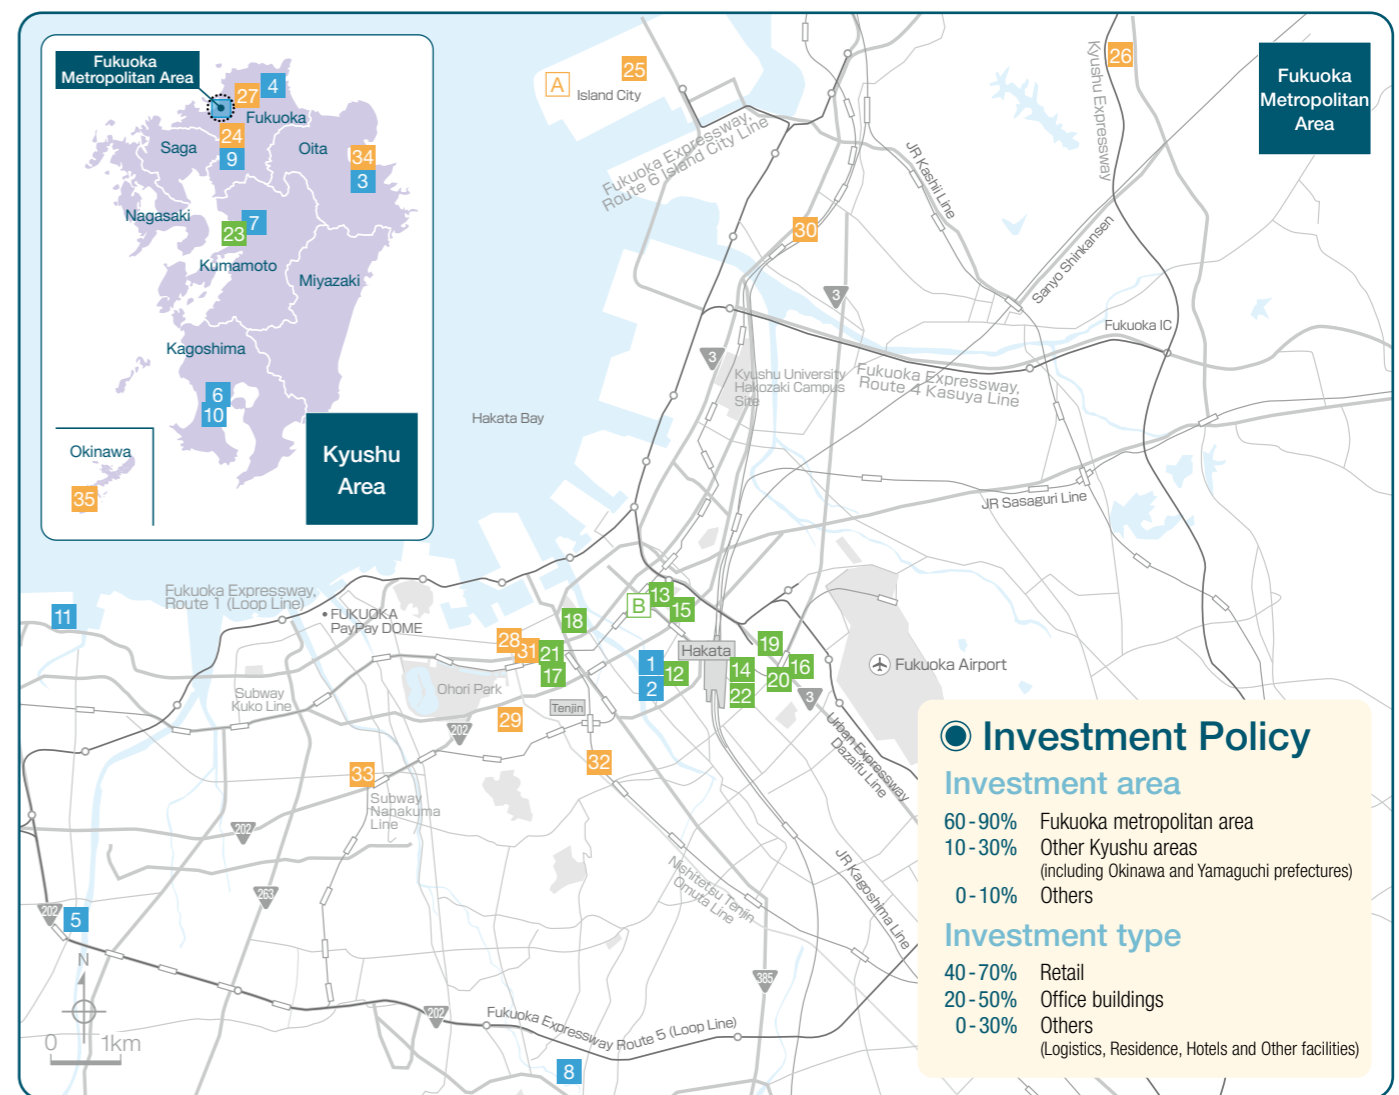 Fukuoka
Metropolitan Area
27
4
Fukuoka
24
Saga
9
Oita
34
3
Nagasaki
7
23
Kumamoto
Miyazaki
Kagoshima
6
10
Okinawa
35
Kyushu
Area
A
25
Island City
Fukuoka Expressway,
Route 6 Island City Line
26
Kyushu Expressway
Fukuoka
Metropolitan
Area
JR Kashii Line
30
3
Sanyo Shinkansen
Fukuoka IC
3
Kyushu University
Hakozaki Campus
Site
Fukuoka Expressway,
Route 4 Kasuya Line
Hakata Bay
JR Sasaguri Line
Fukuoka Expressway,
Route 1 (Loop Line)
11
FUKUOKA
PayPay DOME
B
13
15
18
28
31
21
17
1
2
12
Hakata
14
22
19
16
20
3
Fukuoka Airport
Subway
Kuko Line
Ohori Park
Tenjin
29
202
32
33
Subway
Nanakuma
Line
202
Urban Expressway
Dazaifu Line
263
Nishitetsu Tenjin
Omuta Line
JR Kagoshima Line
202
5
N
0 1km
202
385
Fukuoka Expressway Route 5 (Loop Line)
8
Investment Policy
Investment area
60-90% Fukuoka metropolitan area
10-30% Other Kyushu areas
(including Okinawa and Yamaguchi prefectures)
0-10% Others
Investment type
40-70% Retail
20-50% Office buildings
0-30% Others
(Logistics, Residence, Hotels and Other facilities)